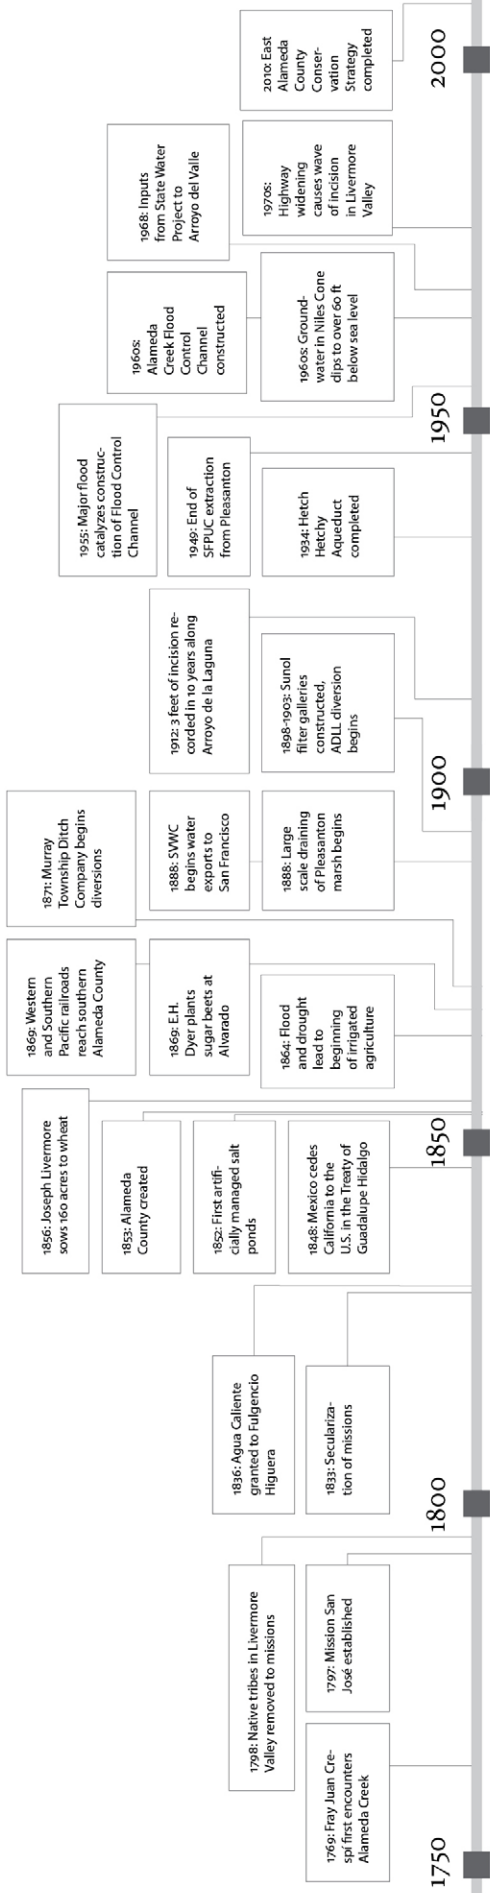 1750
1769: Fray Juan Cre-
spí first encounters
Alameda Creek
1797: Mission San
José established
1798: Native tribes in Livermore
Valley removed to missions
1800
1833: Seculariza-
tion of missions
1836: Agua Caliente
granted to Fulgencio
Higuera
1848: Mexico cedes
California to the
U.S. in the Treaty of
Guadalupe Hidalgo
1850
1852: First artifi-
cially managed salt
ponds
1853: Alameda
County created
1856: Joseph Livermore
sows 160 acres to wheat
1864: Flood
and drought
lead to
beginning
of irrigated
agriculture
1869: E.H.
Dyer plants
sugar beets at
Alvarado
1869: Western
and Southern
Pacific railroads
reach southern
Alameda County
1871: Murray
Township Ditch
Company begins
diversions
1888: Large
scale draining
of Pleasanton
marsh begins
1888: SVWC
begins water
exports to
San Francisco
1900
1898-1903: Sunol
filter galleries
constructed,
ADLL diversion
begins
1912: 3 feet of incision re-
corded in 10 years along
Arroyo de la Laguna
1934: Hetch
Hetchy
Aqueduct
completed
1949: End of
SFPUC extraction
from Pleasanton
1950
1955: Major flood
catalyzes construc-
tion of Flood Control
Channel
1960s: Ground-
water in Niles Cone
dips to over 60 ft
below sea level
1960s:
Alameda
Creek Flood
Control
Channel
constructed
1968: Inputs
from State Water
Project to
Arroyo del Valle
1970s:
Highway
widening
causes wave
of incision
in Livermore
Valley
2000
2010: East
Alameda
County
Conser-
vation
Strategy
completed